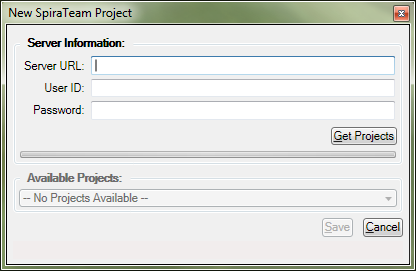 New SpiraTeam Project
Server Information:
Server URL:
User ID:
Password:
Get Projects
Available Projects:
-- No Projects Available --
Save Cancel